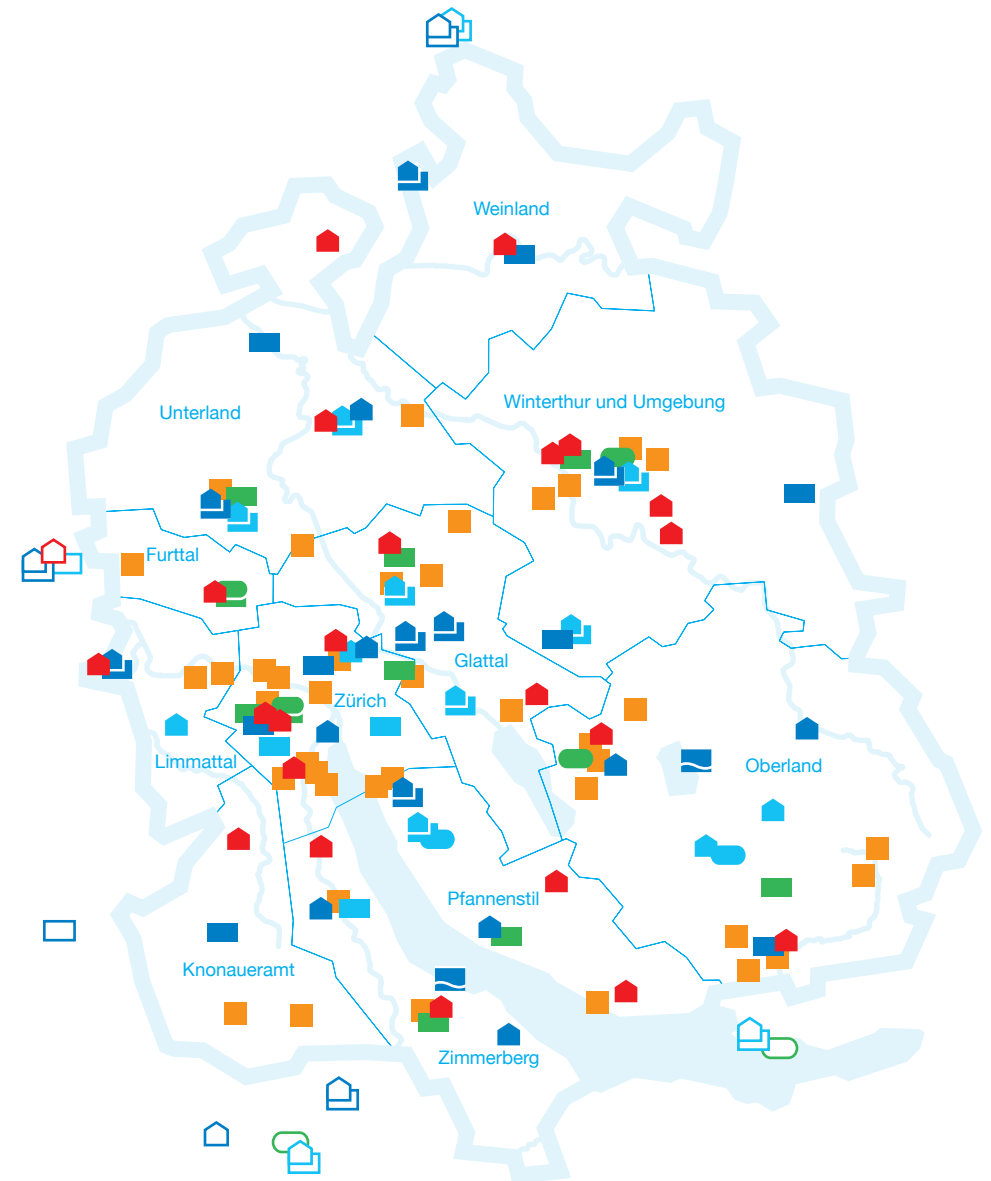 Weinland
Winterthur und Umgebung
Unterland
Furttal
Glattal
Zürich
Limmattal
Oberland
Pfannenstil
Knonaueramt
Zimmerberg